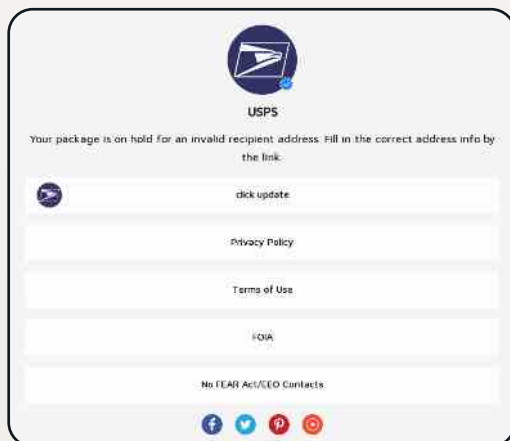 USPS
Your package is on hold for an invalid recipient address. Fill in the correct address info by
the link.
click update
Privacy Policy
Terms of Use
FOIA
No FEAR Act/EEO Contacts